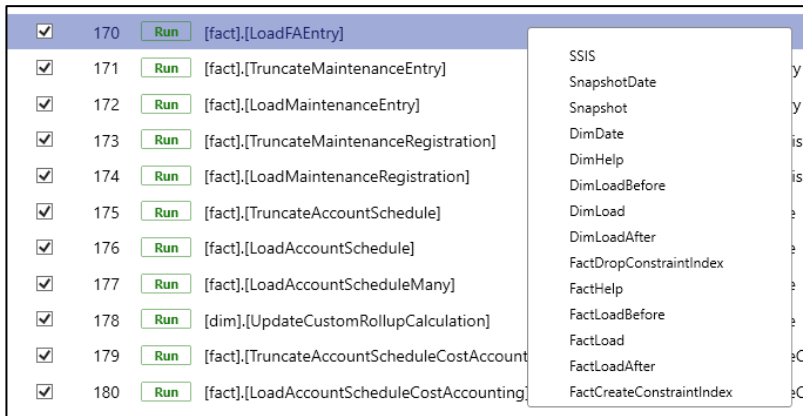 170 Run [fact].[LoadFAEntry]
171 Run [fact].[TruncateMaintenanceEntry]
172 Run [fact].[LoadMaintenanceEntry]
173 Run [fact].[TruncateMaintenanceRegistration]
174 Run [fact].[LoadMaintenanceRegistration]
175 Run [fact].[TruncateAccountSchedule]
176 Run [fact].[LoadAccountSchedule]
177 Run [fact].[LoadAccountScheduleMany]
178 Run [dim].[UpdateCustomRollupCalculation]
179 Run [fact].[TruncateAccountScheduleCostAccount
180 Run [fact].[LoadAccountScheduleCostAccounting]
SSIS
SnapshotDate
Snapshot
DimDate
DimHelp
DimLoadBefore
DimLoad
DimLoadAfter
FactDropConstraintIndex
FactHelp
FactLoadBefore
FactLoad
FactLoadAfter
FactCreateConstraintIndex